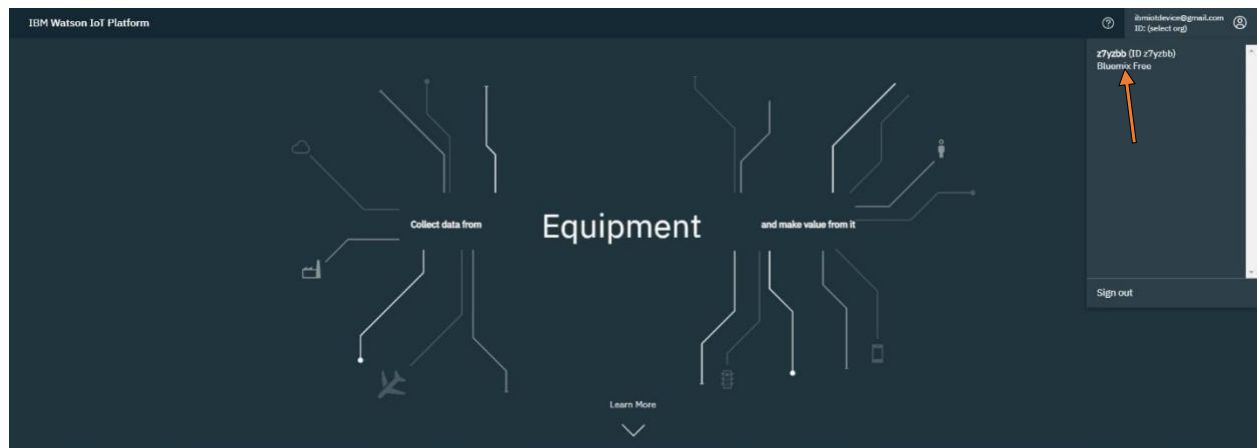 IBM Watson IoT Platform
ibmiotdevice@gmail.com
ID: (select org)
z7yzbb (ID z7yzbb)
Bluemix Free
Collect data from
Equipment
and make value from it
Sign out
Learn More